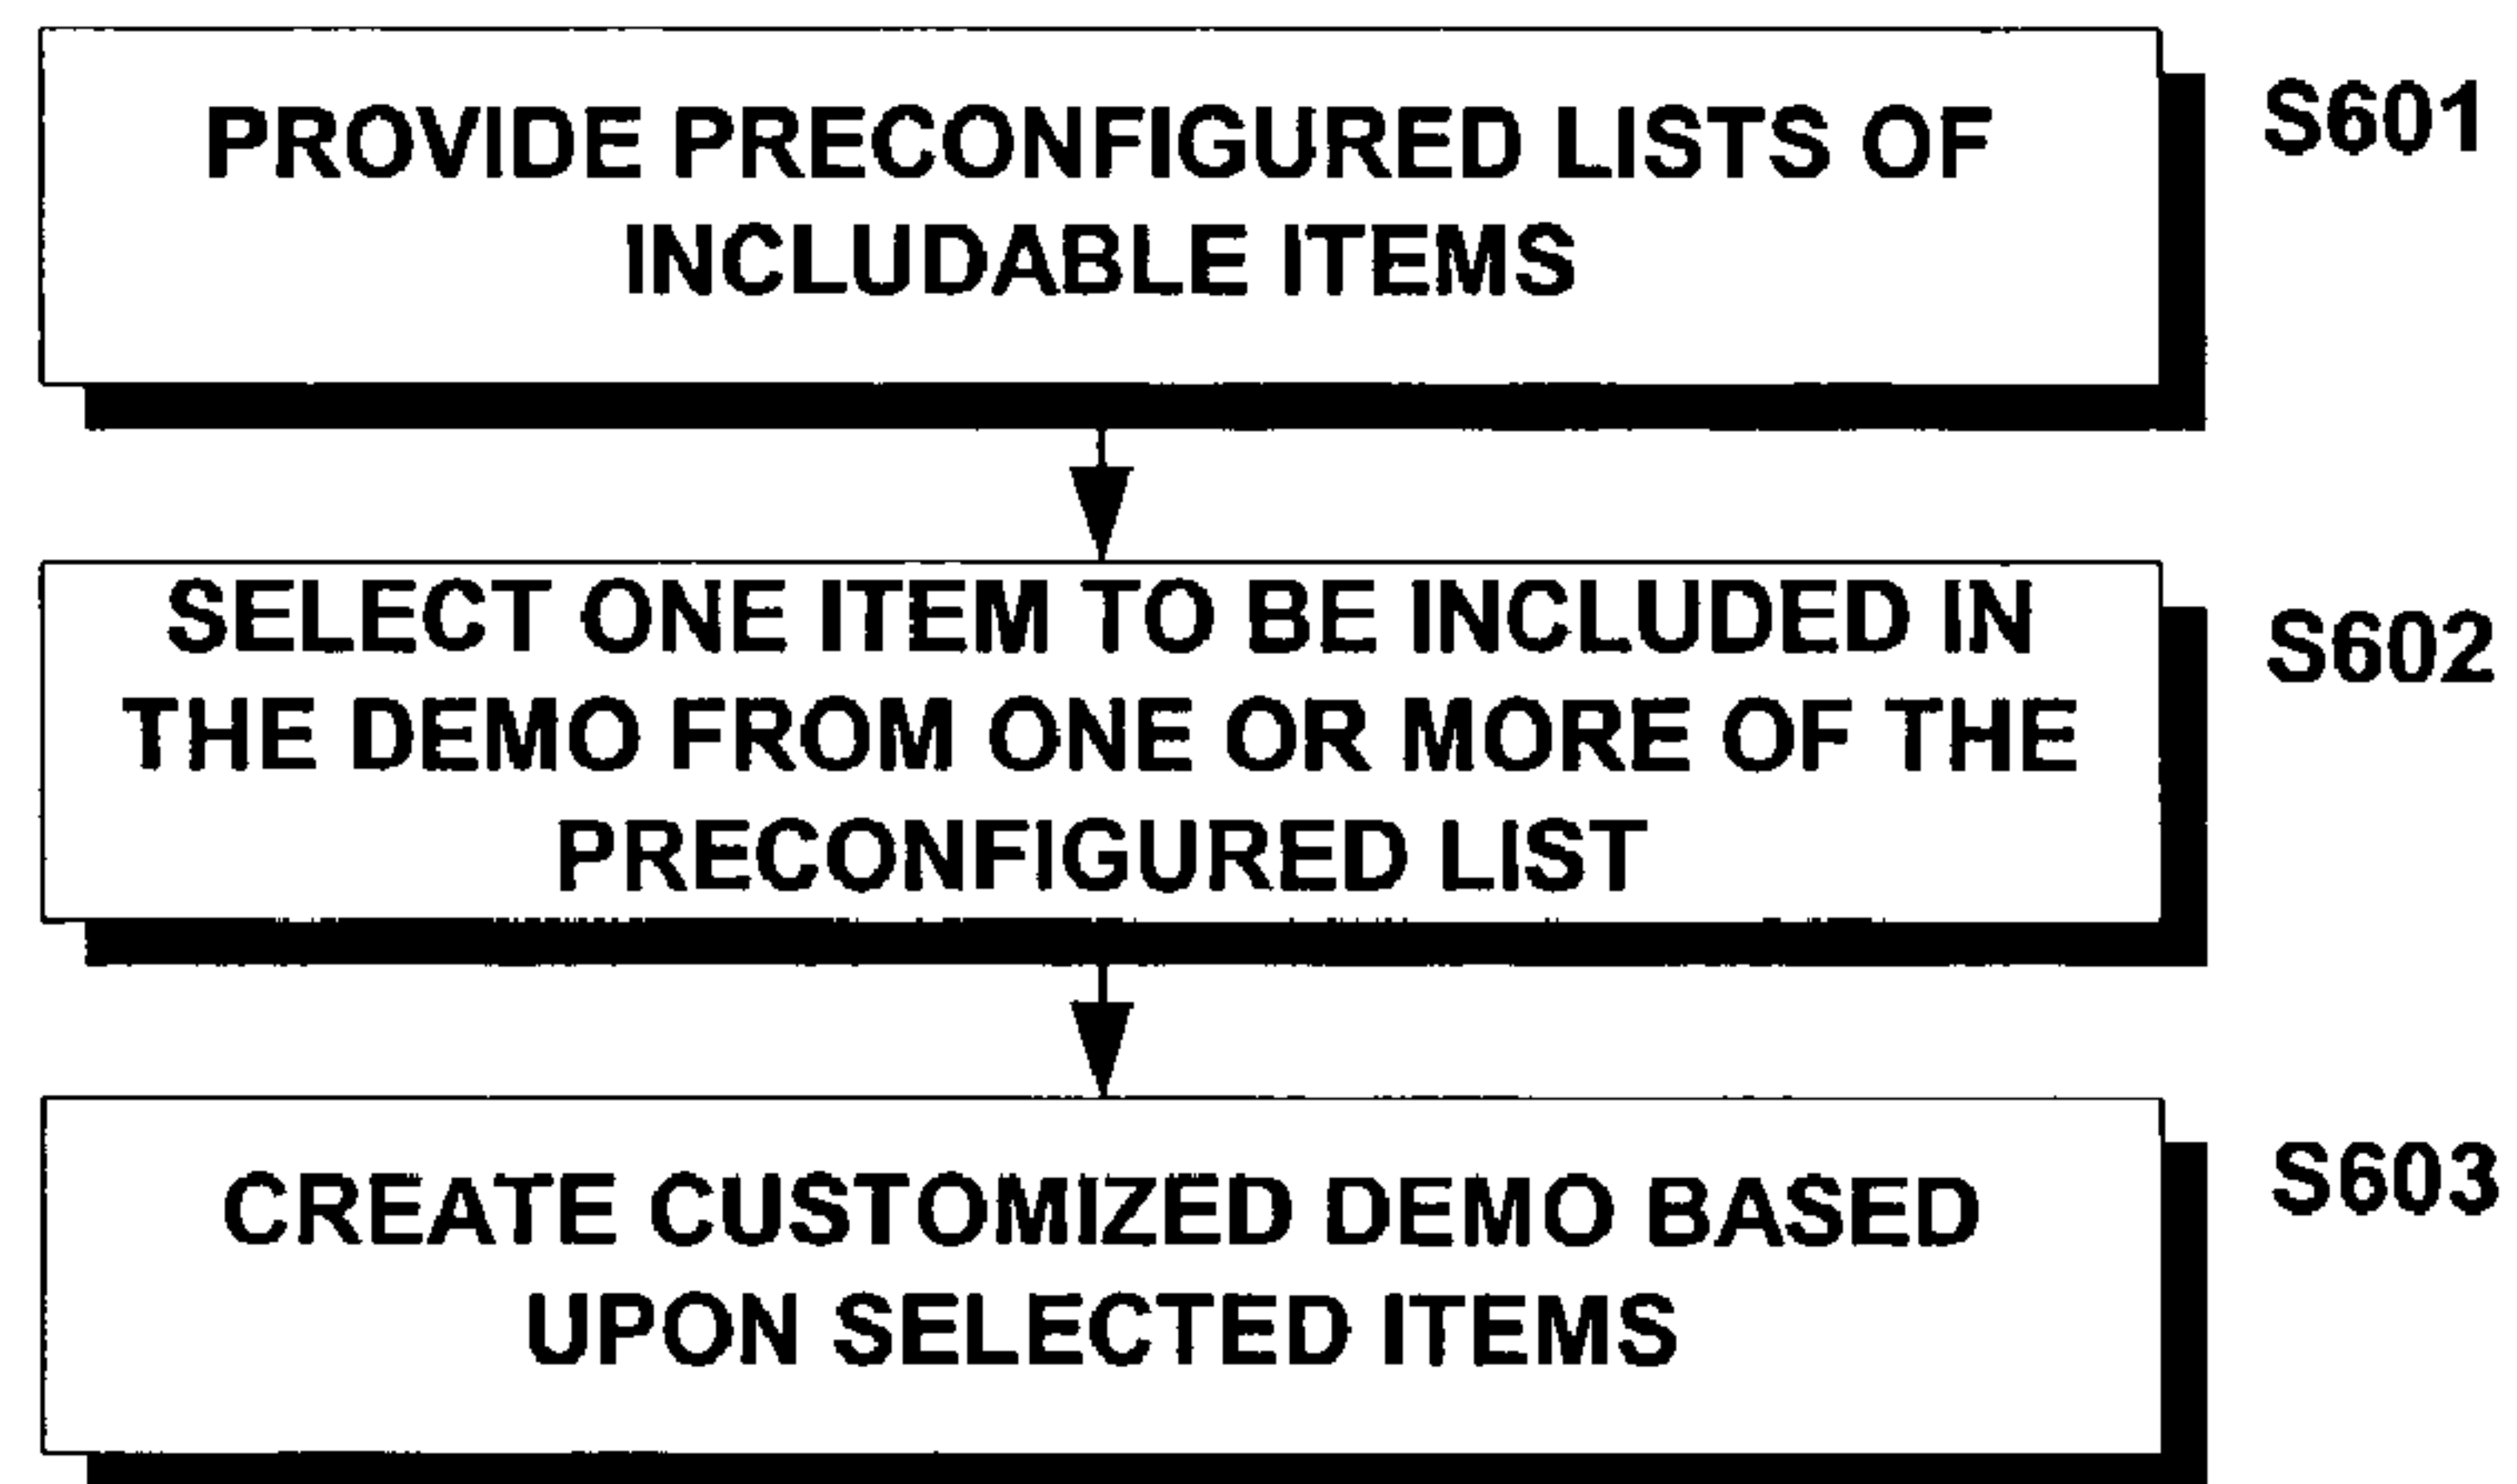 PROVIDE PRECONFIGURED LISTS OF
INCLUDABLE ITEMS
S601
SELECT ONE ITEM TO BE INCLUDED IN
THE DEMO FROM ONE OR MORE OF THE
PRECONFIGURED LIST
S602
CREATE CUSTOMIZED DEMO BASED
UPON SELECTED ITEMS
S603